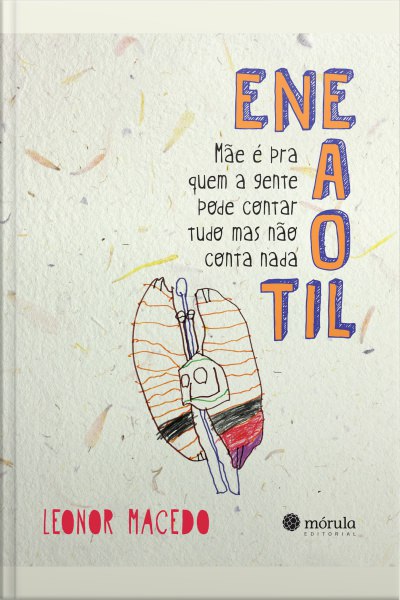 ENE
A
O
TIL
Mãe é pra
quem a gente
pode contar
tudo mas não
conta nada
LEONOR MACEDO
mórula
EDITORIAL